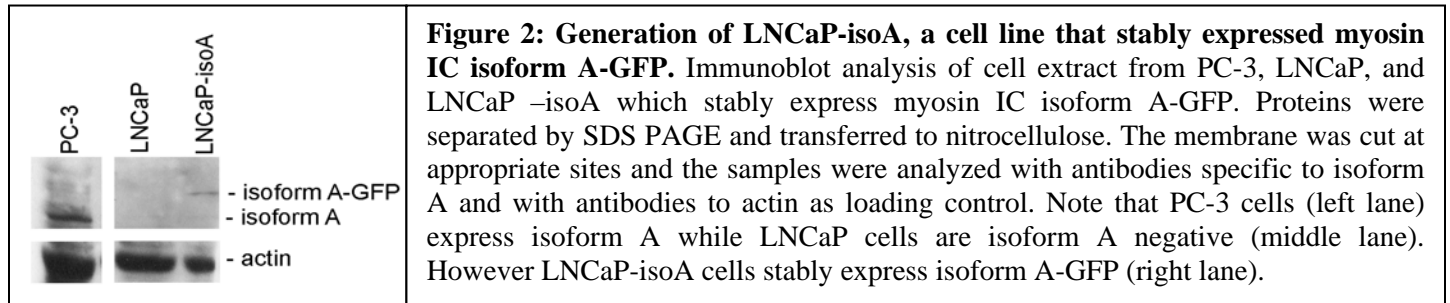 PC-3
LNCaP
LNCaP-isoA
- isoform A-GFP
- isoform A
- actin
Figure 2: Generation of LNCaP-isoA, a cell line that stably expressed myosin
IC isoform A-GFP. Immunoblot analysis of cell extract from PC-3, LNCaP, and
LNCaP –isoA which stably express myosin IC isoform A-GFP. Proteins were
separated by SDS PAGE and transferred to nitrocellulose. The membrane was cut at
appropriate sites and the samples were analyzed with antibodies specific to isoform
A and with antibodies to actin as loading control. Note that PC-3 cells (left lane)
express isoform A while LNCaP cells are isoform A negative (middle lane).
However LNCaP-isoA cells stably express isoform A-GFP (right lane).